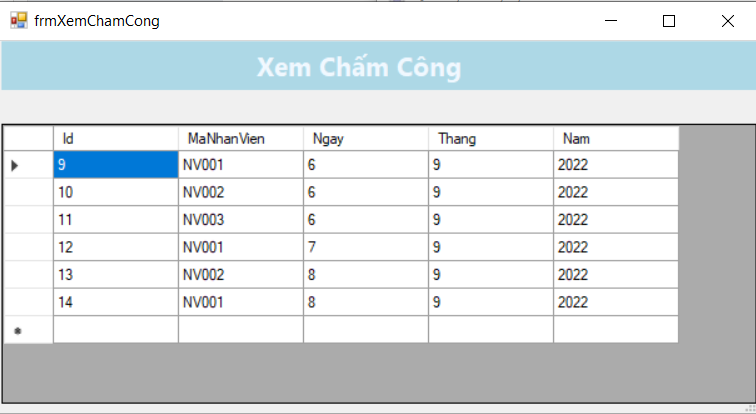 frmXemChamCong
Xem Chấm Công
Id MaNhanVien Ngay Thang Nam
9 NV001 6 9 2022
10 NV002 6 9 2022
11 NV003 6 9 2022
12 NV001 7 9 2022
13 NV002 8 9 2022
14 NV001 8 9 2022